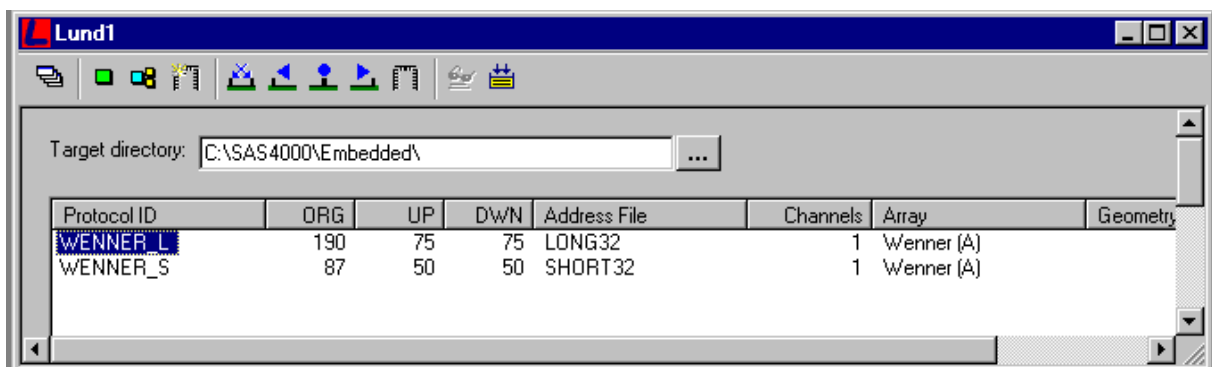 Lund1
Target directory: C:\SAS4000\Embedded\ ...
Protocol ID ORG UP DWN Address File Channels Array Geometry
WENNER_L 190 75 75 LONG32 1 Wenner (A)
WENNER_S 87 50 50 SHORT32 1 Wenner (A)